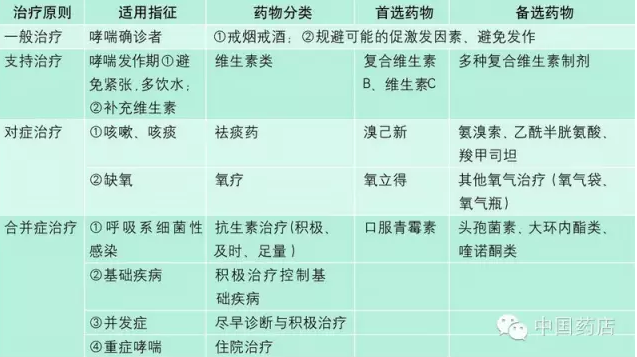 治疗原则 适用指征 药物分类 首选药物 备选药物
一般治疗 哮喘确诊者 ①戒烟戒酒；②规避可能的促激发因素、避免发作
支持治疗 哮喘发作期①避 维生素类 复合维生素 多种复合维生素制剂
免紧张,多饮水； B、维生素C
②补充维生素
对症治疗 ①咳嗽、咳痰 祛痰药 溴己新 氨溴索、乙酰半胱氨酸、
羧甲司坦
②缺氧 氧疗 氧立得 其他氧气治疗（氧气袋、
氧气瓶）
合并症治疗 ①呼吸系细菌性 抗生素治疗(积极、 口服青霉素 头孢菌素、大环内酯类、
感染 及时、足量） 喹诺酮类
②基础疾病 积极治疗控制基
础疾病
③并发症 尽早诊断与积极治疗
④重症哮喘 住院治疗
中国药店